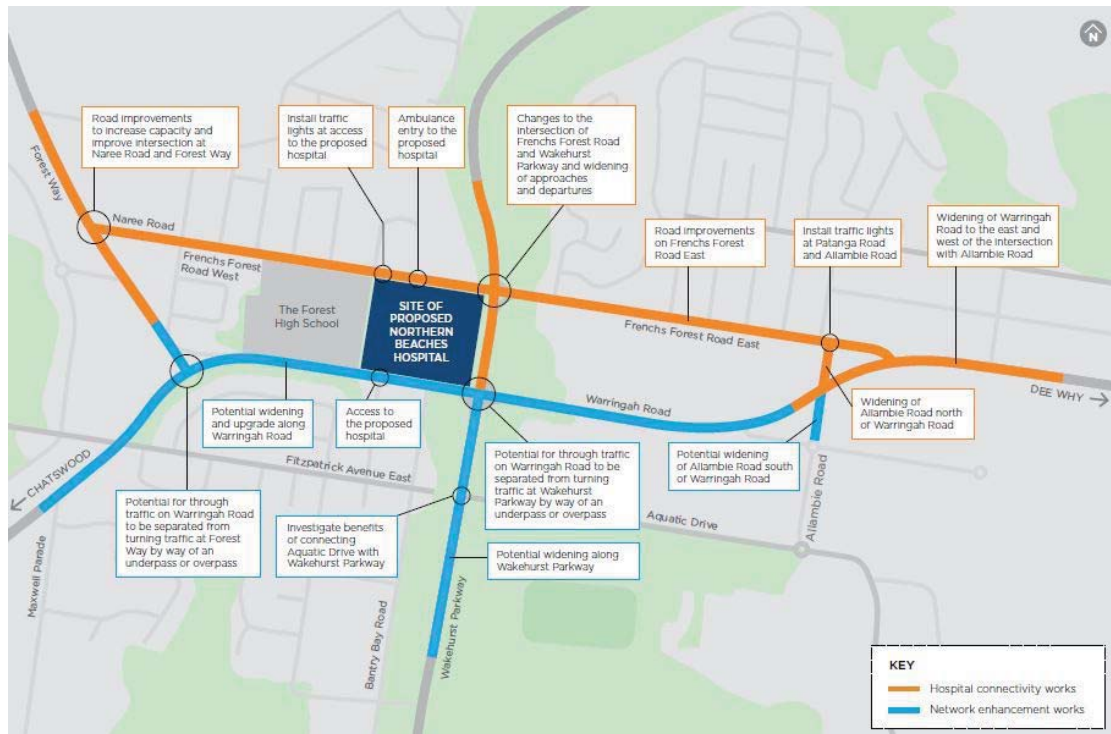 N
Road improvements
to increase capacity and
improve intersection at
Naree Road and Forest Way
Install traffic
lights at access
to the proposed
hospital
Ambulance
entry to the
proposed
hospital
Changes to the
intersection of
Frenchs Forest Road
and Wakehurst
Parkway and widening
of approaches
and departures
Forest Way
Naree Road
Frenchs Forest
Road West
Road improvements
on Frenchs Forest
Road East
Install traffic lights
at Patanga Road
and Allambie Road
Widening of Warringah
Road to the east and
west of the intersection
with Allambie Road
The Forest
High School
SITE OF
PROPOSED
NORTHERN
BEACHES
HOSPITAL
Frenchs Forest Road East
DEE WHY
Potential widening
and upgrade along
Warringah Road
Access to
the proposed
hospital
Warringah Road
Widening of
Allambie Road north
of Warringah Road
CHATSWOOD
Fitzpatrick Avenue East
Potential for through traffic
on Warringah Road to be
separated from turning
traffic at Wakehurst
Parkway by way of an
underpass or overpass
Potential widening
of Allambie Road south
of Warringah Road
Allambie Road
Potential for through
traffic on Warringah Road
to be separated from
turning traffic at Forest
Way by way of an
underpass or overpass
Investigate benefits
of connecting
Aquatic Drive with
Wakehurst Parkway
Aquatic Drive
Potential widening along
Wakehurst Parkway
Maxwell Parade
Bantry Bay Road
Wakehurst Parkway
KEY
Hospital connectivity works
Network enhancement works